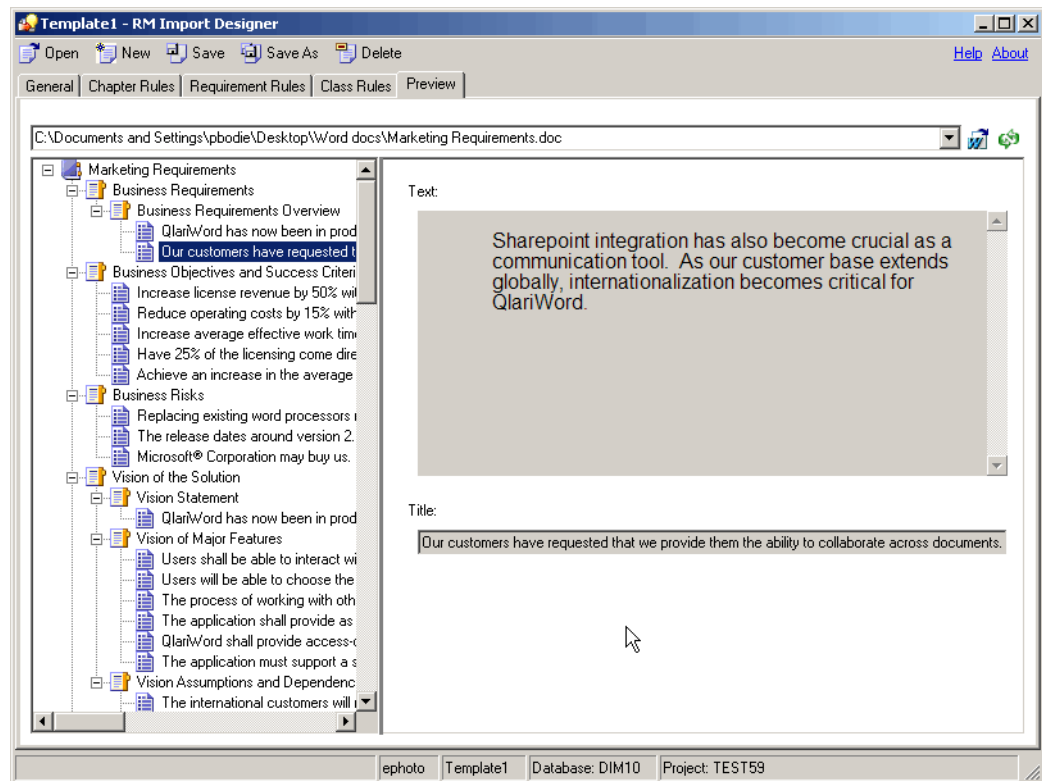 Template1 - RM Import Designer
Open New Save Save As Delete Help About
General Chapter Rules Requirement Rules Class Rules Preview
C:\Documents and Settings\pbodie\Desktop\Word docs\Marketing Requirements.doc
Marketing Requirements
Business Requirements
Business Requirements Overview
QlariWord has now been in prod
Our customers have requested t
Business Objectives and Success Criteri
Increase license revenue by 50% wi
Reduce operating costs by 15% with
Increase average effective work time
Have 25% of the licensing come dire
Achieve an increase in the average
Business Risks
Replacing existing word processors
The release dates around version 2.
Microsoft® Corporation may buy us.
Vision of the Solution
Vision Statement
QlariWord has now been in prod
Vision of Major Features
Users shall be able to interact wi
Users will be able to choose the
The process of working with oth
The application shall provide as
QlariWord shall provide access-c
The application must support a s
Vision Assumptions and Dependenc
The international customers will
Text:
Sharepoint integration has also become crucial as a
communication tool. As our customer base extends
globally, internationalization becomes critical for
QlariWord.
Title:
Our customers have requested that we provide them the ability to collaborate across documents.
ephoto Template1 Database: DIM10 Project: TEST59